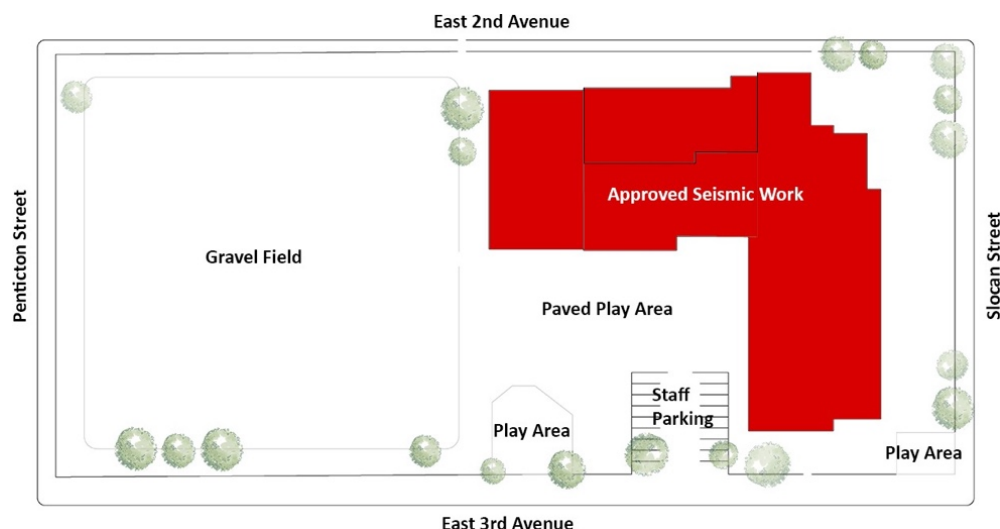 East 2nd Avenue
Penticton Street
Approved Seismic Work
Gravel Field
Slocan Street
Paved Play Area
Staff
Parking
Play Area
Play Area
East 3rd Avenue